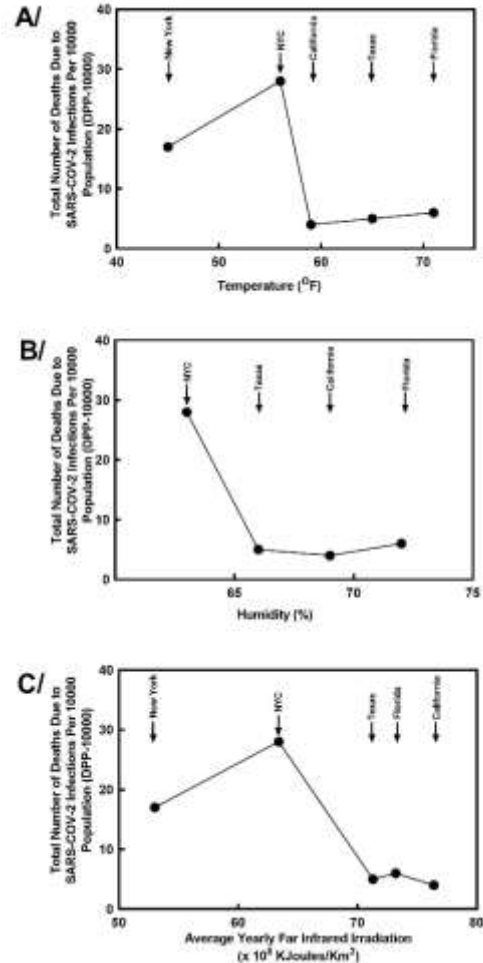 A/
Total Number of Deaths Due to
SARS-COV-2 Infections Per 10000
Population (DPP-10000)
New York
NYC
California
Texas
Florida
40
30
20
10
0
40
50
60
70
Temperature (ºF)
B/
Total Number of Deaths Due to
SARS-COV-2 Infections Per 10000
Population (DPP-10000)
NYC
Texas
California
Florida
40
30
20
10
0
65
70
75
Humidity (%)
C/
Total Number of Deaths Due to
SARS-COV-2 Infections Per 10000
Population (DPP-10000)
New York
NYC
Texas
Florida
California
40
30
20
10
0
50
60
70
80
Average Yearly Far Infrared Irradiation
(x 10⁸ KJoules/Km²)